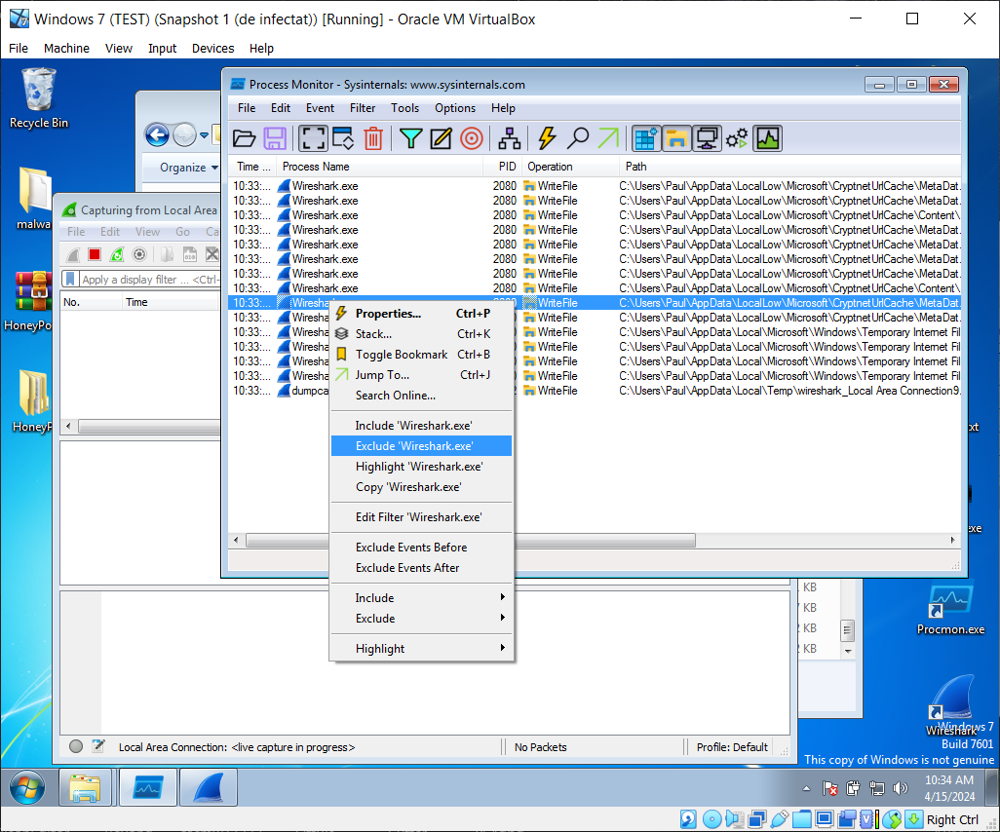 Windows 7 (TEST) (Snapshot 1 (de infectat)) [Running] - Oracle VM VirtualBox
File Machine View Input Devices Help
Recycle Bin
malwa
HoneyPo
HoneyP
Organize
Capturing from Local Area
File Edit View Go Ca
Apply a display filter ... <Ctrl-
No. Time
Process Monitor - Sysinternals: www.sysinternals.com
File Edit Event Filter Tools Options Help
Time ... Process Name PID Operation Path
10:33:... Wireshark.exe 2080 WriteFile C:\Users\Paul\AppData\LocalLow\Microsoft\CryptnetUrlCache\MetaDat...
10:33:... Wireshark.exe 2080 WriteFile C:\Users\Paul\AppData\LocalLow\Microsoft\CryptnetUrlCache\MetaDat...
10:33:... Wireshark.exe 2080 WriteFile C:\Users\Paul\AppData\LocalLow\Microsoft\CryptnetUrlCache\Content\...
10:33:... Wireshark.exe 2080 WriteFile C:\Users\Paul\AppData\LocalLow\Microsoft\CryptnetUrlCache\MetaDat...
10:33:... Wireshark.exe 2080 WriteFile C:\Users\Paul\AppData\LocalLow\Microsoft\CryptnetUrlCache\MetaDat...
10:33:... Wireshark.exe 2080 WriteFile C:\Users\Paul\AppData\LocalLow\Microsoft\CryptnetUrlCache\MetaDat...
10:33:... Wireshark.exe 2080 WriteFile C:\Users\Paul\AppData\LocalLow\Microsoft\CryptnetUrlCache\MetaDat...
10:33:... Wireshark.exe 2080 WriteFile C:\Users\Paul\AppData\LocalLow\Microsoft\CryptnetUrlCache\Content\...
10:33:... Wiresha WriteFile C:\Users\Paul\AppData\LocalLow\Microsoft\CryptnetUrlCache\MetaDat...
10:33:... Wiresha WriteFile C:\Users\Paul\AppData\LocalLow\Microsoft\CryptnetUrlCache\MetaDat...
10:33:... Wiresha WriteFile C:\Users\Paul\AppData\Local\Microsoft\Windows\Temporary Internet Fil
10:33:... Wiresha WriteFile C:\Users\Paul\AppData\Local\Microsoft\Windows\Temporary Internet Fil
10:33:... Wiresha WriteFile C:\Users\Paul\AppData\Local\Microsoft\Windows\Temporary Internet Fil
10:33:... Wiresha WriteFile C:\Users\Paul\AppData\Local\Microsoft\Windows\Temporary Internet Fil
10:33:... dumpca 2 WriteFile C:\Users\Paul\AppData\Local\Temp\wireshark_Local Area Connection9...
Properties... Ctrl+P
Stack... Ctrl+K
Toggle Bookmark Ctrl+B
Jump To... Ctrl+J
Search Online...
Include 'Wireshark.exe'
Exclude 'Wireshark.exe'
Highlight 'Wireshark.exe'
Copy 'Wireshark.exe'
Edit Filter 'Wireshark.exe'
Exclude Events Before
Exclude Events After
Include
Exclude
Highlight
xt
exe
KB
7 KB
2 KB
2 KB
Procmon.exe
Wireshark
Local Area Connection: <live capture in progress> No Packets Profile: Default
Windows 7
Build 7601
This copy of Windows is not genuine
10:34 AM
4/15/2024
Right Ctrl